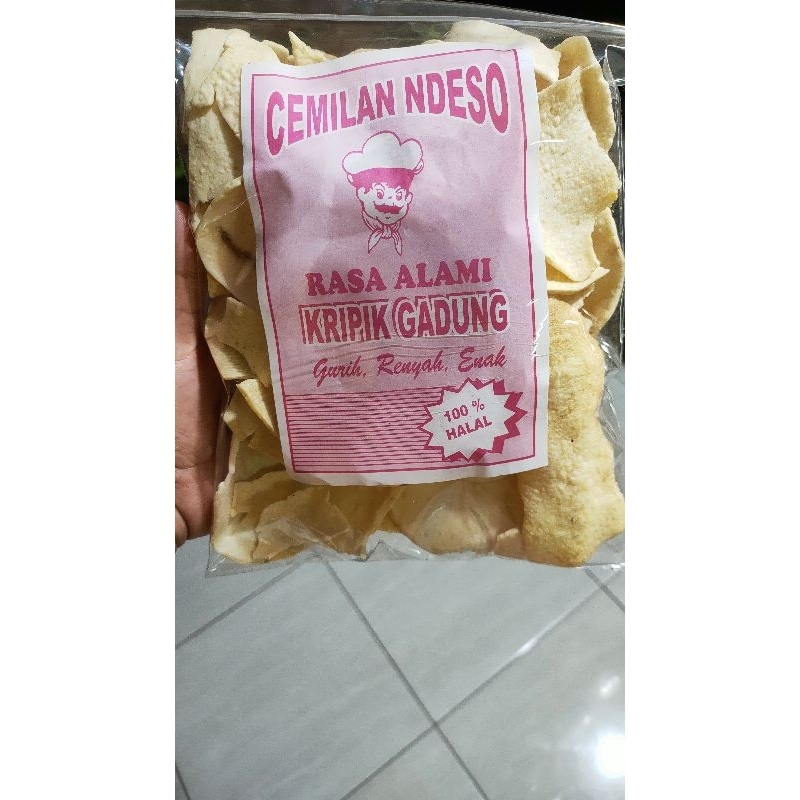 CEMILAN NDESO
RASA ALAMI
KRIPIK GADUNG
Gurih, Renyah, Enak
100 %
HALAL